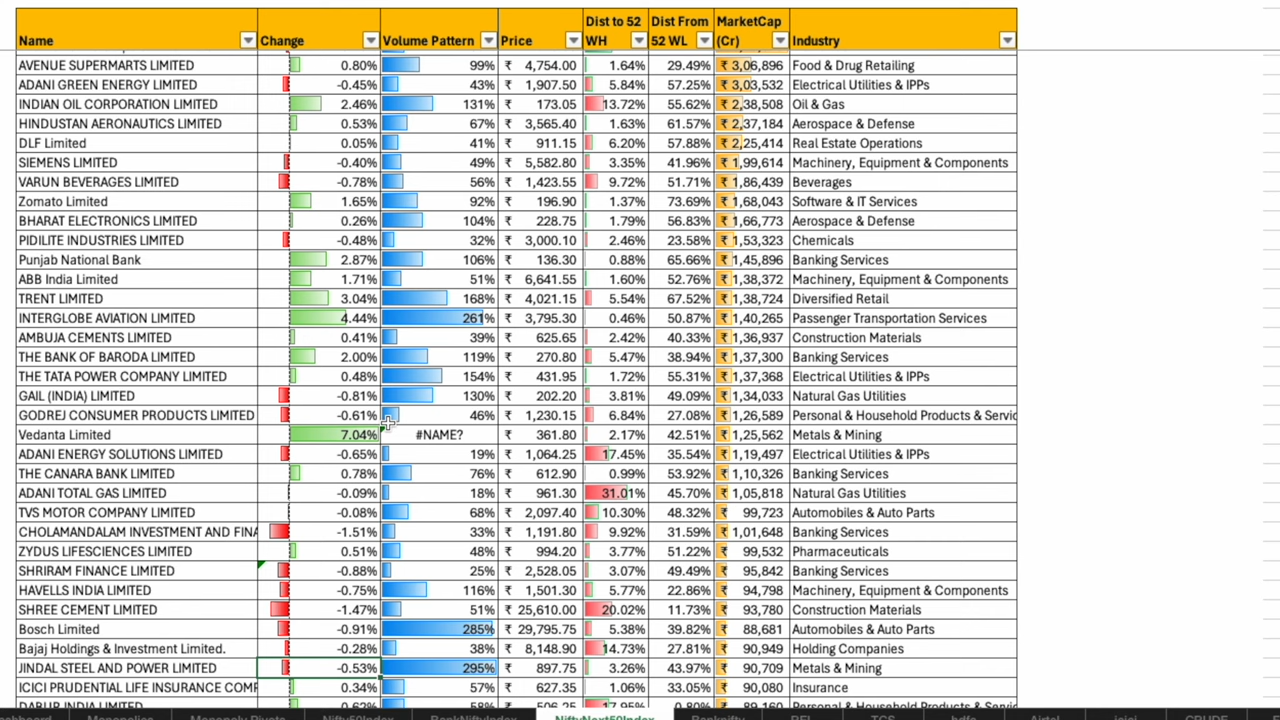 Name Change Volume Pattern Price Dist to 52 WH Dist From 52 WL MarketCap (Cr) Industry
AVENUE SUPERMARTS LIMITED 0.80% 99% ₹ 4,754.00 1.64% 29.49% ₹ 3,06,896 Food & Drug Retailing
ADANI GREEN ENERGY LIMITED -0.45% 43% ₹ 1,907.50 5.84% 57.25% ₹ 3,03,532 Electrical Utilities & IPPs
INDIAN OIL CORPORATION LIMITED 2.46% 131% ₹ 173.05 13.72% 55.62% ₹ 2,38,508 Oil & Gas
HINDUSTAN AERONAUTICS LIMITED 0.53% 67% ₹ 3,565.40 1.63% 61.57% ₹ 2,37,184 Aerospace & Defense
DLF Limited 0.05% 41% ₹ 911.15 6.20% 57.88% ₹ 2,25,414 Real Estate Operations
SIEMENS LIMITED -0.40% 49% ₹ 5,582.80 3.35% 41.96% ₹ 1,99,614 Machinery, Equipment & Components
VARUN BEVERAGES LIMITED -0.78% 56% ₹ 1,423.55 9.72% 51.71% ₹ 1,86,439 Beverages
Zomato Limited 1.65% 92% ₹ 196.90 1.37% 73.69% ₹ 1,68,043 Software & IT Services
BHARAT ELECTRONICS LIMITED 0.26% 104% ₹ 228.75 1.79% 56.83% ₹ 1,66,773 Aerospace & Defense
PIDILITE INDUSTRIES LIMITED -0.48% 32% ₹ 3,000.10 2.46% 23.58% ₹ 1,53,323 Chemicals
Punjab National Bank 2.87% 106% ₹ 136.30 0.88% 65.66% ₹ 1,45,896 Banking Services
ABB India Limited 1.71% 51% ₹ 6,641.55 1.60% 52.76% ₹ 1,38,372 Machinery, Equipment & Components
TRENT LIMITED 3.04% 168% ₹ 4,021.15 5.54% 67.52% ₹ 1,38,724 Diversified Retail
INTERGLOBE AVIATION LIMITED 4.44% 261% ₹ 3,795.30 0.46% 50.87% ₹ 1,40,265 Passenger Transportation Services
AMBUJA CEMENTS LIMITED 0.41% 39% ₹ 625.65 2.42% 40.33% ₹ 1,36,937 Construction Materials
THE BANK OF BARODA LIMITED 2.00% 119% ₹ 270.80 5.47% 38.94% ₹ 1,37,300 Banking Services
THE TATA POWER COMPANY LIMITED 0.48% 154% ₹ 431.95 1.72% 55.31% ₹ 1,37,368 Electrical Utilities & IPPs
GAIL (INDIA) LIMITED -0.81% 130% ₹ 202.20 3.81% 49.09% ₹ 1,34,033 Natural Gas Utilities
GODREJ CONSUMER PRODUCTS LIMITED -0.61% 46% ₹ 1,230.15 6.84% 27.08% ₹ 1,26,589 Personal & Household Products & Servic
Vedanta Limited 7.04% #NAME? ₹ 361.80 2.17% 42.51% ₹ 1,25,562 Metals & Mining
ADANI ENERGY SOLUTIONS LIMITED -0.65% 19% ₹ 1,064.25 17.45% 35.54% ₹ 1,19,497 Electrical Utilities & IPPs
THE CANARA BANK LIMITED 0.78% 76% ₹ 612.90 0.99% 53.92% ₹ 1,10,326 Banking Services
ADANI TOTAL GAS LIMITED -0.09% 18% ₹ 961.30 31.01% 45.70% ₹ 1,05,818 Natural Gas Utilities
TVS MOTOR COMPANY LIMITED -0.08% 68% ₹ 2,097.40 10.30% 48.32% ₹ 99,723 Automobiles & Auto Parts
CHOLAMANDALAM INVESTMENT AND FINA -1.51% 33% ₹ 1,191.80 9.92% 31.59% ₹ 1,01,648 Banking Services
ZYDUS LIFESCIENCES LIMITED 0.51% 48% ₹ 994.20 3.77% 51.22% ₹ 99,532 Pharmaceuticals
SHRIRAM FINANCE LIMITED -0.88% 25% ₹ 2,528.05 3.07% 49.49% ₹ 95,842 Banking Services
HAVELLS INDIA LIMITED -0.75% 116% ₹ 1,501.30 5.77% 22.86% ₹ 94,798 Machinery, Equipment & Components
SHREE CEMENT LIMITED -1.47% 51% ₹ 25,610.00 20.02% 11.73% ₹ 93,780 Construction Materials
Bosch Limited -0.91% 285% ₹ 29,795.75 5.38% 39.82% ₹ 88,681 Automobiles & Auto Parts
Bajaj Holdings & Investment Limited. -0.28% 38% ₹ 8,148.90 14.73% 27.81% ₹ 90,949 Holding Companies
JINDAL STEEL AND POWER LIMITED -0.53% 295% ₹ 897.75 3.26% 43.97% ₹ 90,709 Metals & Mining
ICICI PRUDENTIAL LIFE INSURANCE COMP 0.34% 57% ₹ 627.35 1.06% 33.05% ₹ 90,080 Insurance
NiftyNext50Index